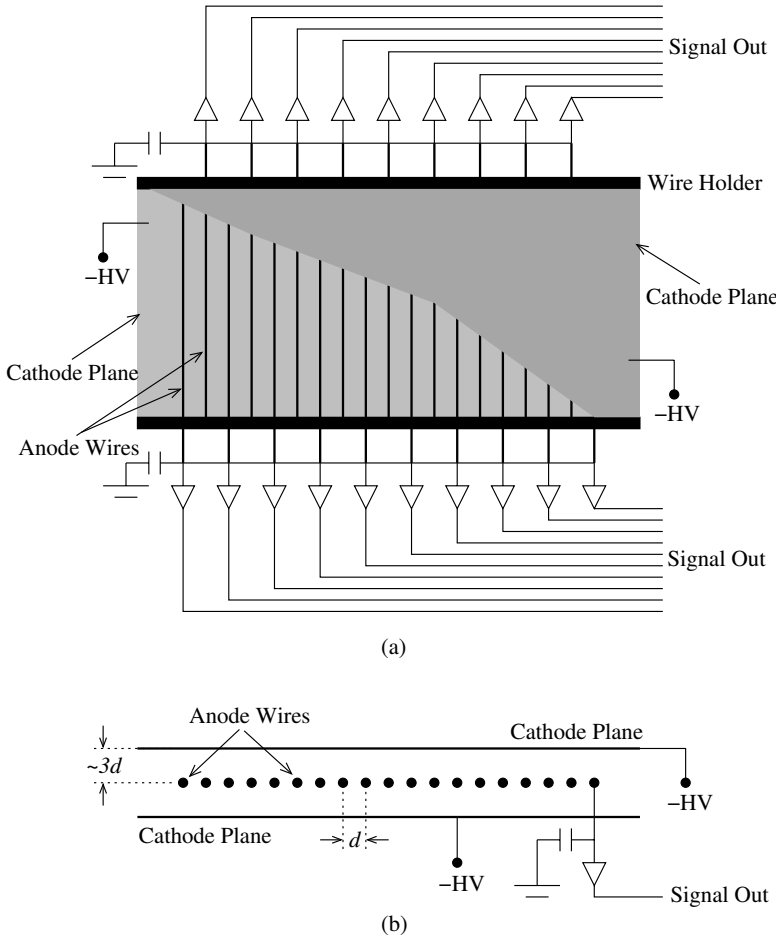 Signal Out
Wire Holder
−HV
Cathode Plane
Cathode Plane
−HV
Anode Wires
Signal Out
(a)
Anode Wires
Cathode Plane
~3d
−HV
Cathode Plane
d
−HV
Signal Out
(b)